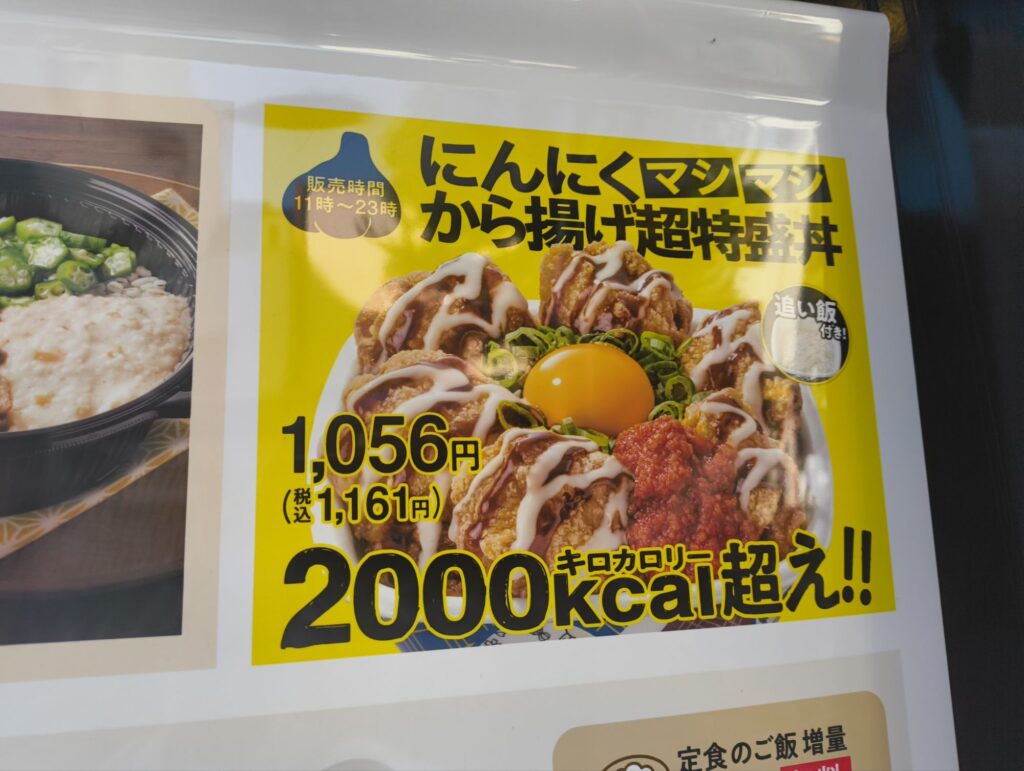 販売時間
11時～23時
にんにくマシマシ
から揚げ超特盛丼
追い飯
付き!
1,056円
(税込1,161円)
キロカロリー
2000kcal超え!!
定食のご飯増量